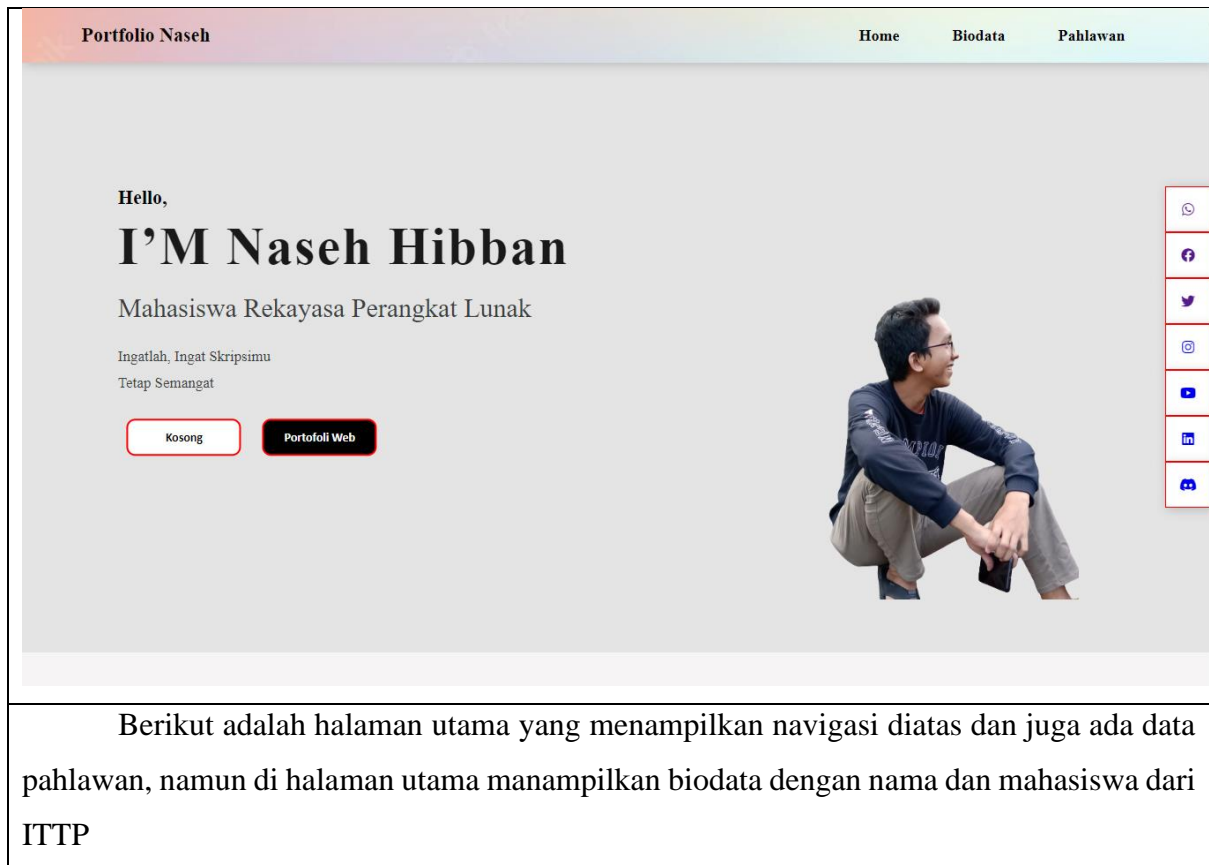 Portfolio Naseh
Home Biodata Pahlawan
Hello,
I’M Naseh Hibban
Mahasiswa Rekayasa Perangkat Lunak
Ingatlah, Ingat Skripsimu
Tetap Semangat
Kosong Portofoli Web
Berikut adalah halaman utama yang menampilkan navigasi diatas dan juga ada data
pahlawan, namun di halaman utama manampilkan biodata dengan nama dan mahasiswa dari
ITTP